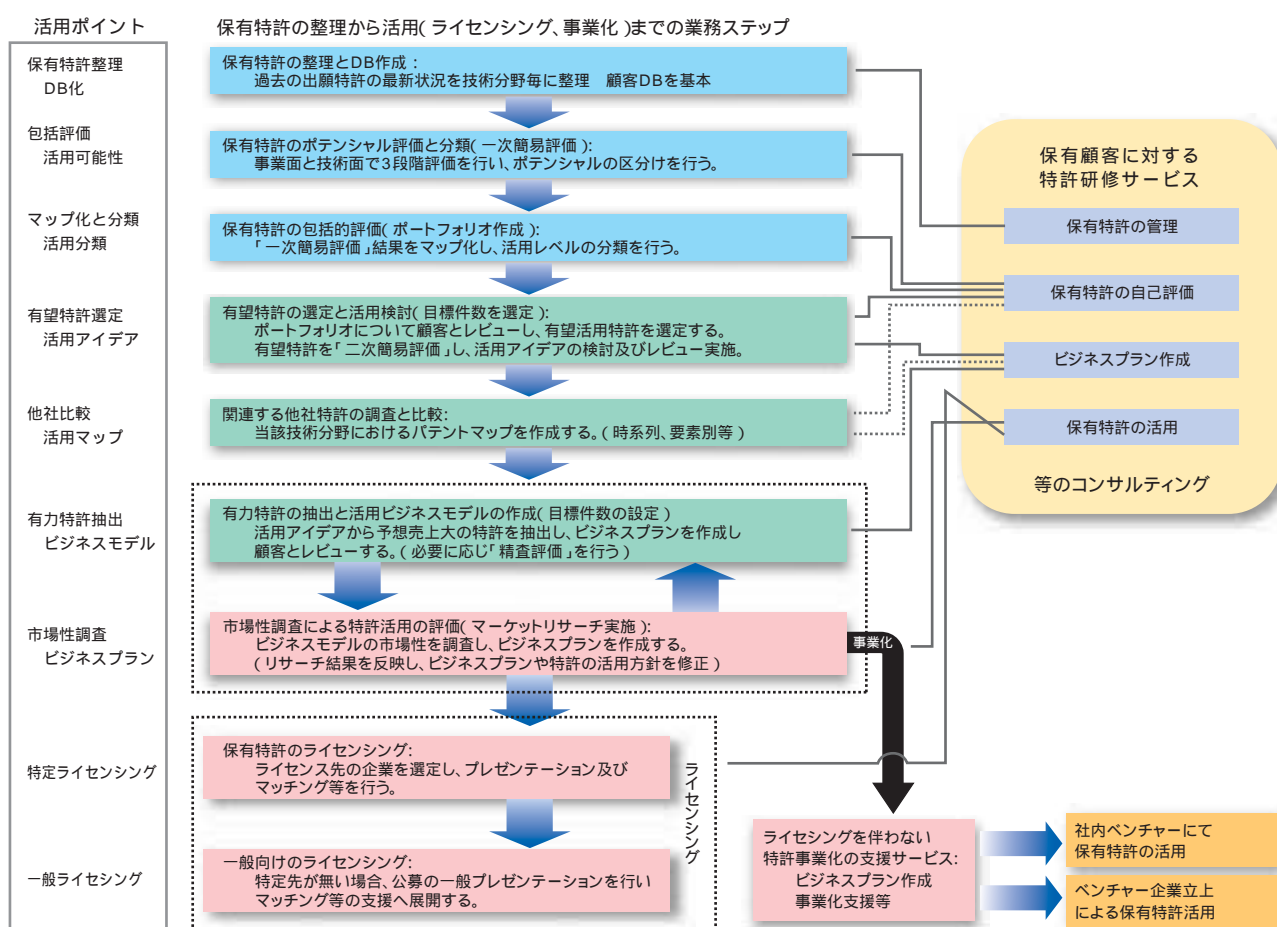 活用ポイント
保有特許の整理から活用(ライセンシング、事業化)までの業務ステップ
保有特許整理
DB化
保有特許の整理とDB作成：
過去の出願特許の最新状況を技術分野毎に整理　顧客DBを基本
包括評価
活用可能性
保有特許のポテンシャル評価と分類(一次簡易評価)：
事業面と技術面で3段階評価を行い、ポテンシャルの区分けを行う。
マップ化と分類
活用分類
保有特許の包括的評価(ポートフォリオ作成)：
「一次簡易評価」結果をマップ化し、活用レベルの分類を行う。
有望特許選定
活用アイデア
有望特許の選定と活用検討(目標件数を選定)：
ポートフォリオについて顧客とレビューし、有望活用特許を選定する。
有望特許を「二次簡易評価」し、活用アイデアの検討及びレビュー実施。
他社比較
活用マップ
関連する他社特許の調査と比較：
当該技術分野におけるパテントマップを作成する。(時系列、要素別等)
有力特許抽出
ビジネスモデル
有力特許の抽出と活用ビジネスモデルの作成(目標件数の設定)
活用アイデアから予想売上大の特許を抽出し、ビジネスプランを作成し
顧客とレビューする。(必要に応じ「精査評価」を行う)
市場性調査
ビジネスプラン
市場性調査による特許活用の評価(マーケットリサーチ実施)：
ビジネスモデルの市場性を調査し、ビジネスプランを作成する。
(リサーチ結果を反映し、ビジネスプランや特許の活用方針を修正)
事業化
特定ライセンシング
保有特許のライセンシング：
ライセンス先の企業を選定し、プレゼンテーション及び
マッチング等を行う。
ライセンシング
一般ライセシング
一般向けのライセンシング：
特定先が無い場合、公募の一般プレゼンテーションを行い
マッチング等の支援へ展開する。
保有顧客に対する
特許研修サービス
保有特許の管理
保有特許の自己評価
ビジネスプラン作成
保有特許の活用
等のコンサルティング
ライセシングを伴わない
特許事業化の支援サービス：
ビジネスプラン作成
事業化支援等
社内ベンチャーにて
保有特許の活用
ベンチャー企業立上
による保有特許活用